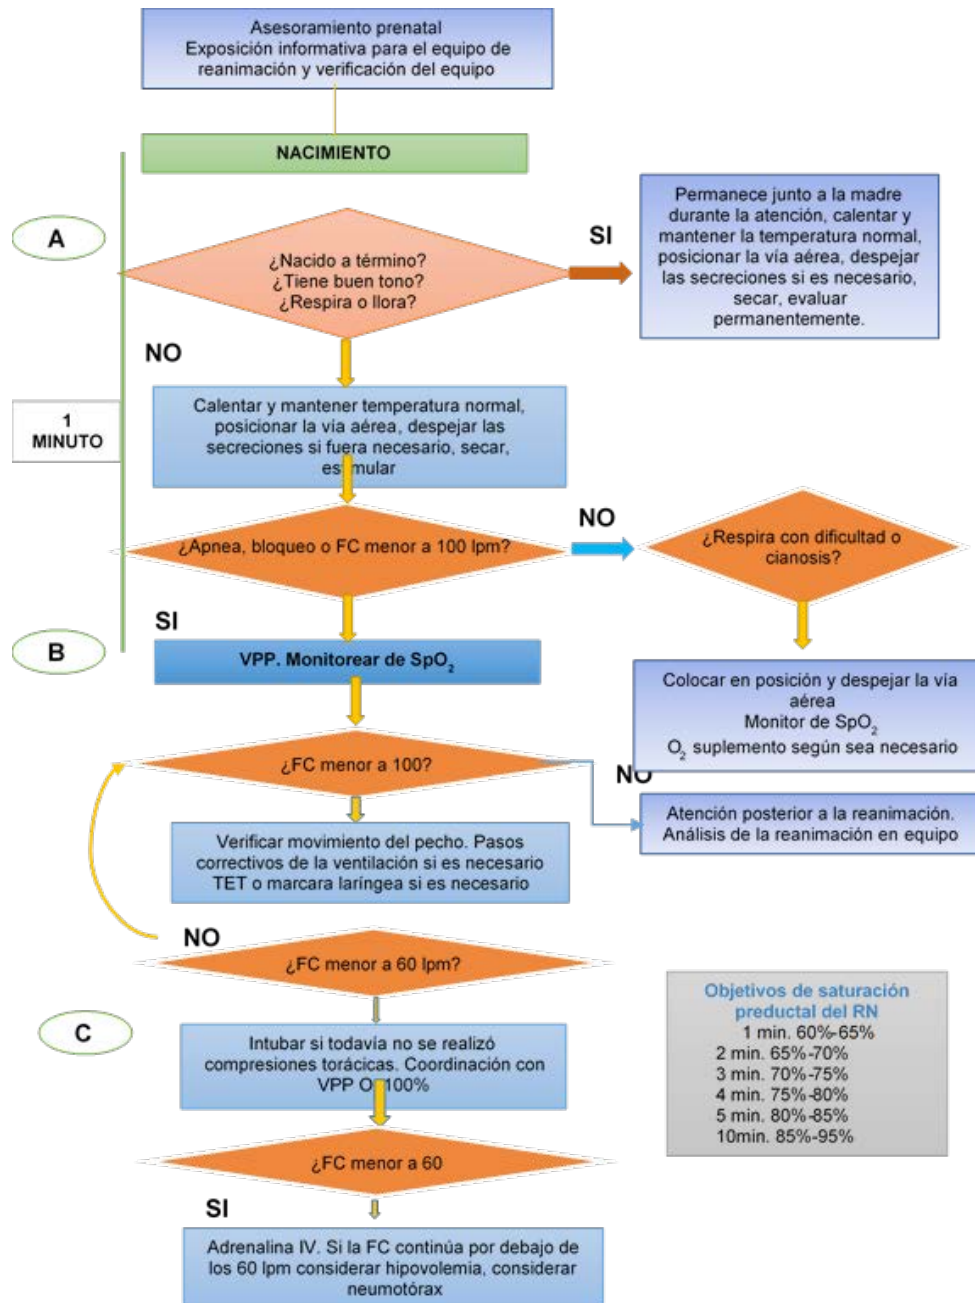 Asesoramiento prenatal
Exposición informativa para el equipo de
reanimación y verificación del equipo
NACIMIENTO
A
¿Nacido a término?
¿Tiene buen tono?
¿Respira o llora?
SI
Permanece junto a la madre
durante la atención, calentar y
mantener la temperatura normal,
posicionar la vía aérea, despejar
las secreciones si es necesario,
secar, evaluar
permanentemente.
NO
1
MINUTO
Calentar y mantener temperatura normal,
posicionar la vía aérea, despejar las
secreciones si fuera necesario, secar,
estimular
¿Apnea, bloqueo o FC menor a 100 lpm?
NO
¿Respira con dificultad o
cianosis?
SI
B
VPP. Monitorear de SpO₂
Colocar en posición y despejar la vía
aérea
Monitor de SpO₂
O₂ suplemento según sea necesario
¿FC menor a 100?
NO
Atención posterior a la reanimación.
Análisis de la reanimación en equipo
Verificar movimiento del pecho. Pasos
correctivos de la ventilación si es necesario
TET o marcara laríngea si es necesario
NO
¿FC menor a 60 lpm?
C
Intubar si todavía no se realizó
compresiones torácicas. Coordinación con
VPP O 100%
¿FC menor a 60
SI
Adrenalina IV. Si la FC continúa por debajo de
los 60 lpm considerar hipovolemia, considerar
neumotórax
Objetivos de saturación
preductal del RN
1 min. 60%-65%
2 min. 65%-70%
3 min. 70%-75%
4 min. 75%-80%
5 min. 80%-85%
10min. 85%-95%